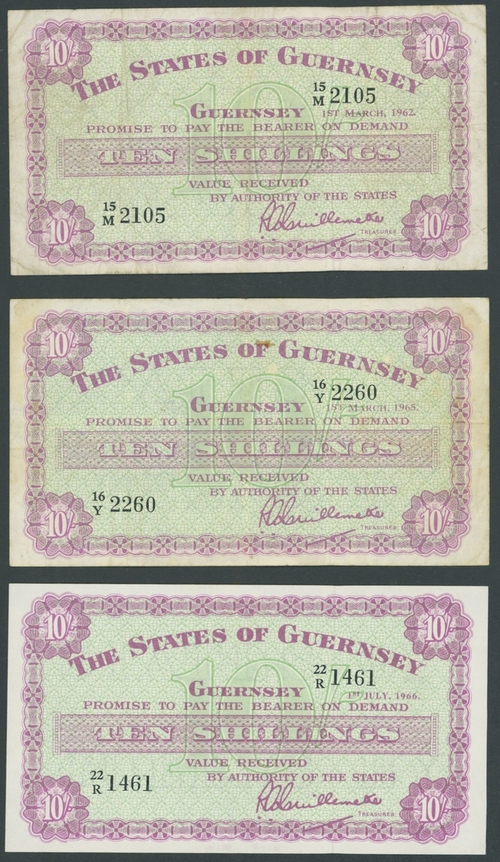 10/- 10/-
THE STATES OF GUERNSEY
15/M 2105
GUERNSEY 1ST MARCH, 1962.
PROMISE TO PAY THE BEARER ON DEMAND
10
TEN SHILLINGS
VALUE RECEIVED
BY AUTHORITY OF THE STATES
15/M 2105
TREASURER
10/- 10/-
10/- 10/-
THE STATES OF GUERNSEY
16/Y 2260
GUERNSEY 1ST MARCH, 1965.
PROMISE TO PAY THE BEARER ON DEMAND
10
TEN SHILLINGS
VALUE RECEIVED
BY AUTHORITY OF THE STATES
16/Y 2260
TREASURER
10/- 10/-
10/- 10/-
THE STATES OF GUERNSEY
22/R 1461
GUERNSEY 1ST JULY, 1966.
PROMISE TO PAY THE BEARER ON DEMAND
10
TEN SHILLINGS
VALUE RECEIVED
BY AUTHORITY OF THE STATES
22/R 1461
TREASURER
10/- 10/-